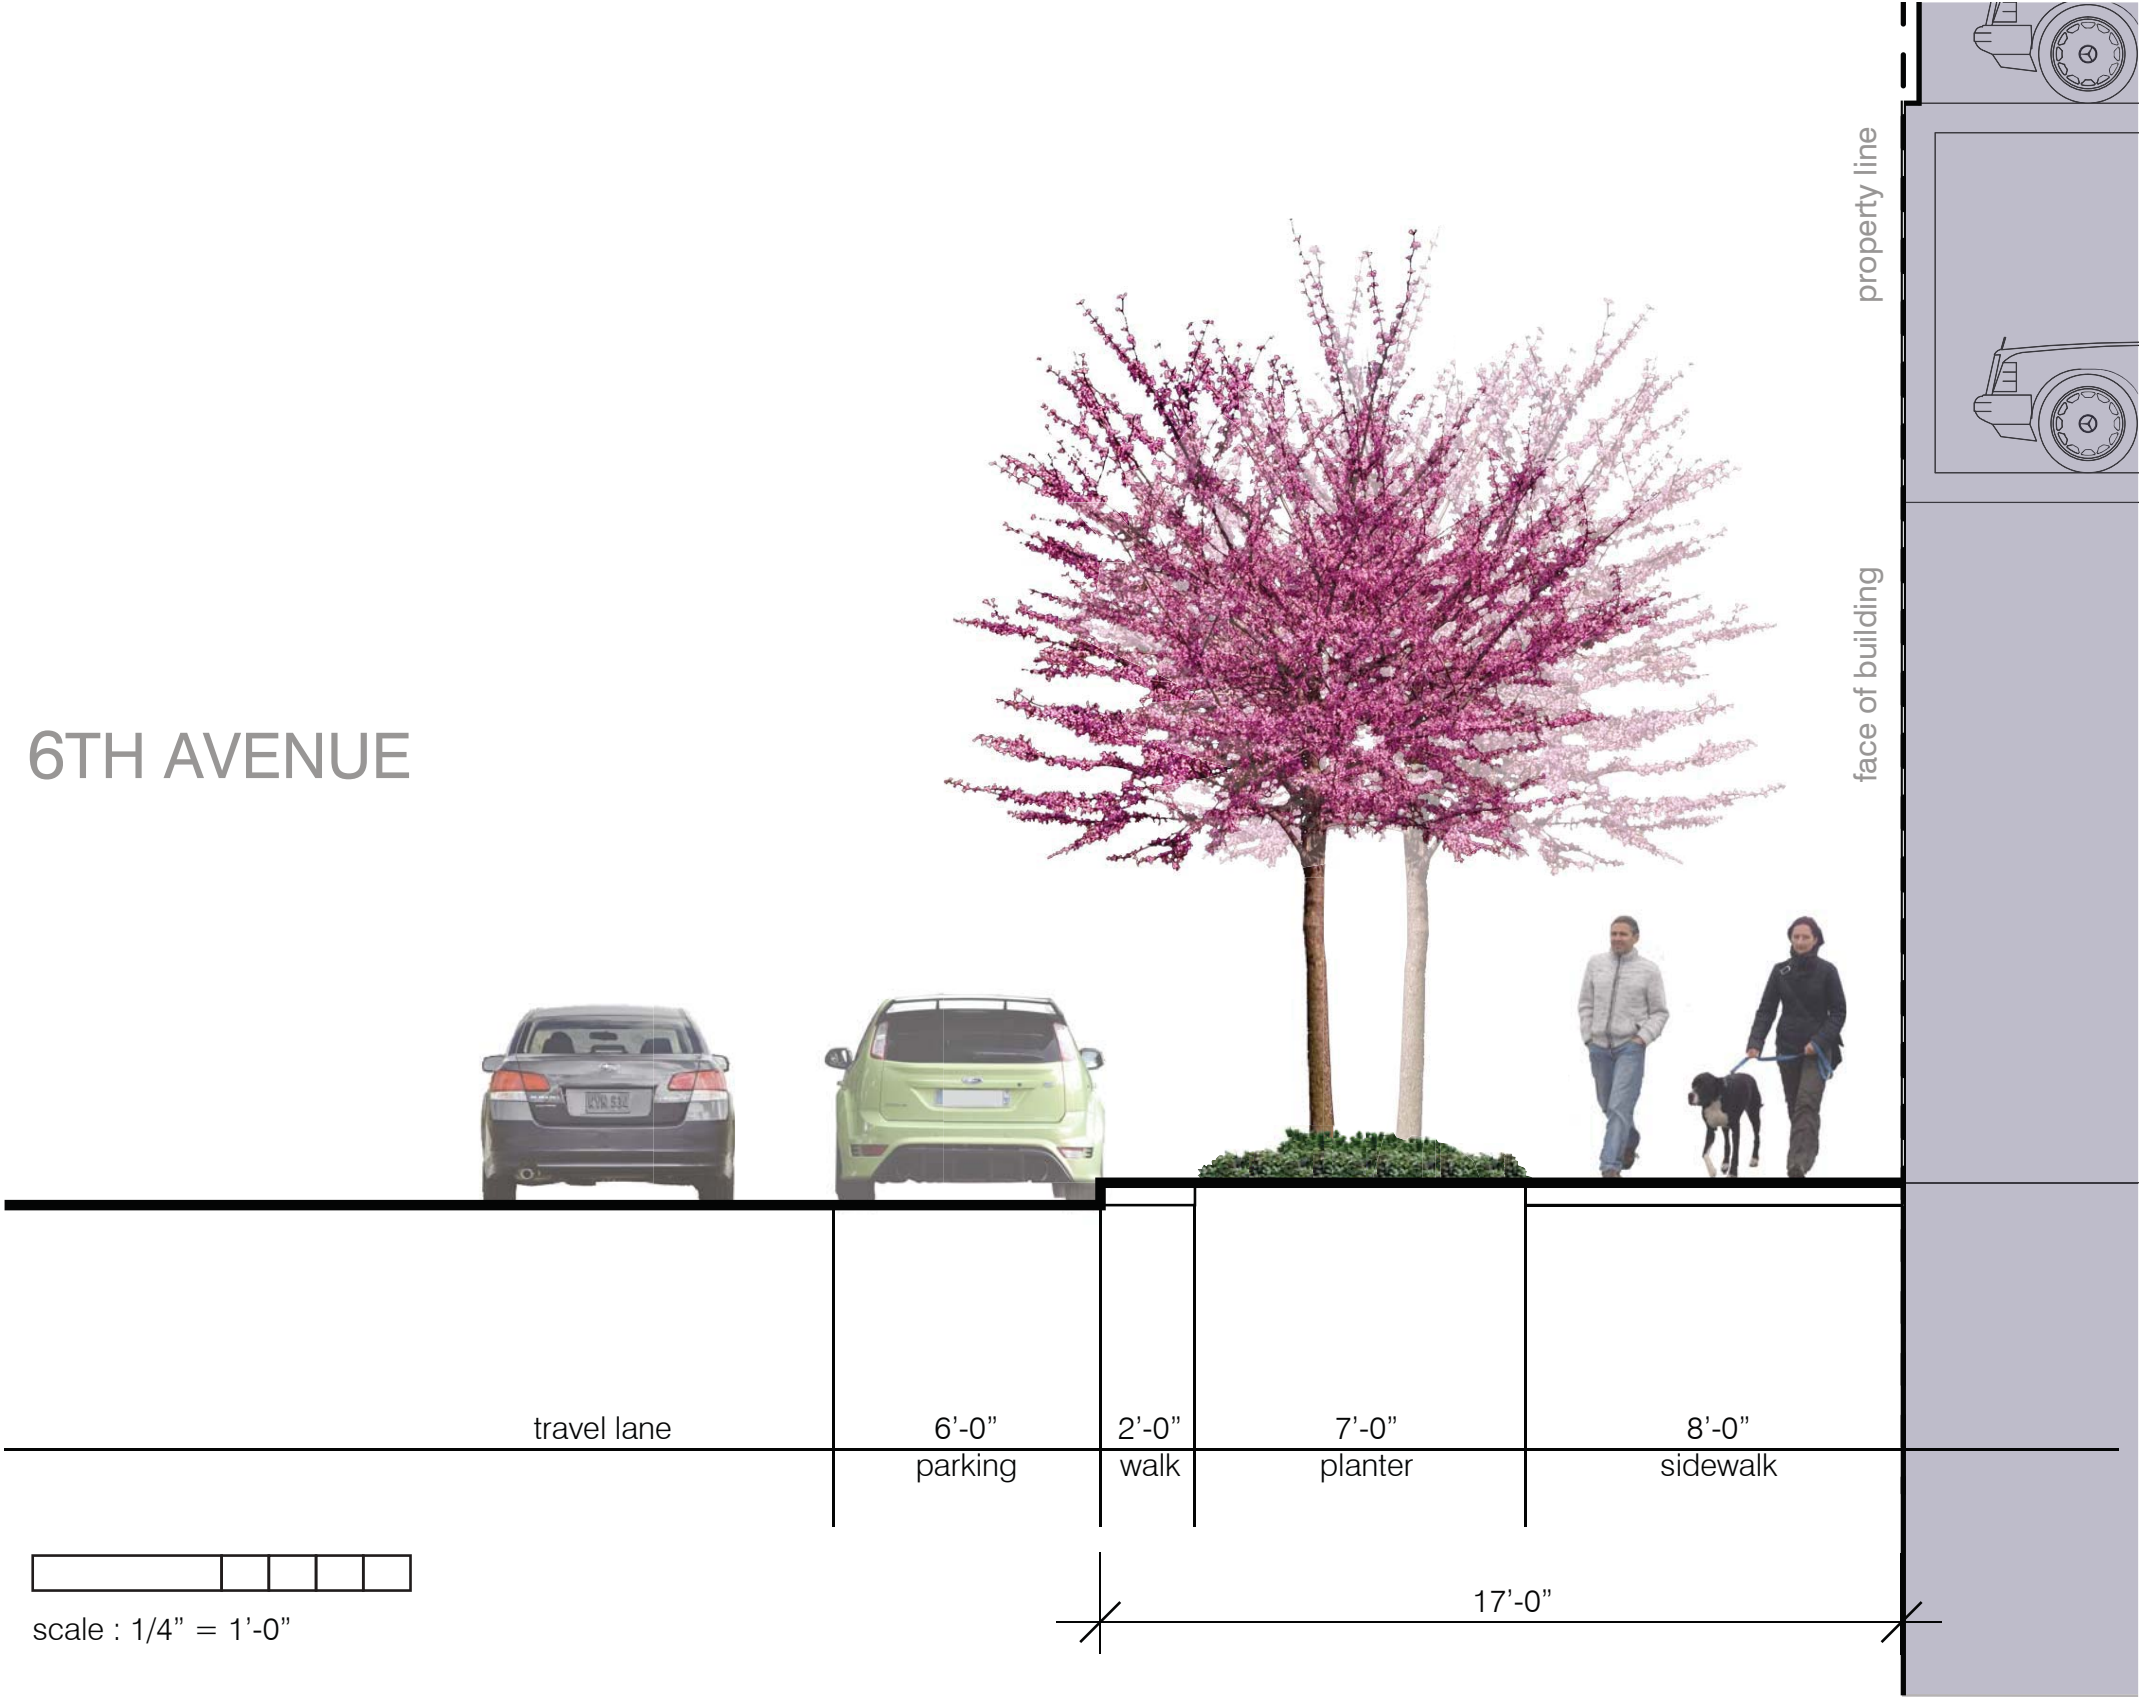 property line
face of building
6TH AVENUE
travel lane
6’-0” 2’-0” 7’-0” 8’-0”
parking walk planter sidewalk
17’-0”
scale : 1/4” = 1’-0”